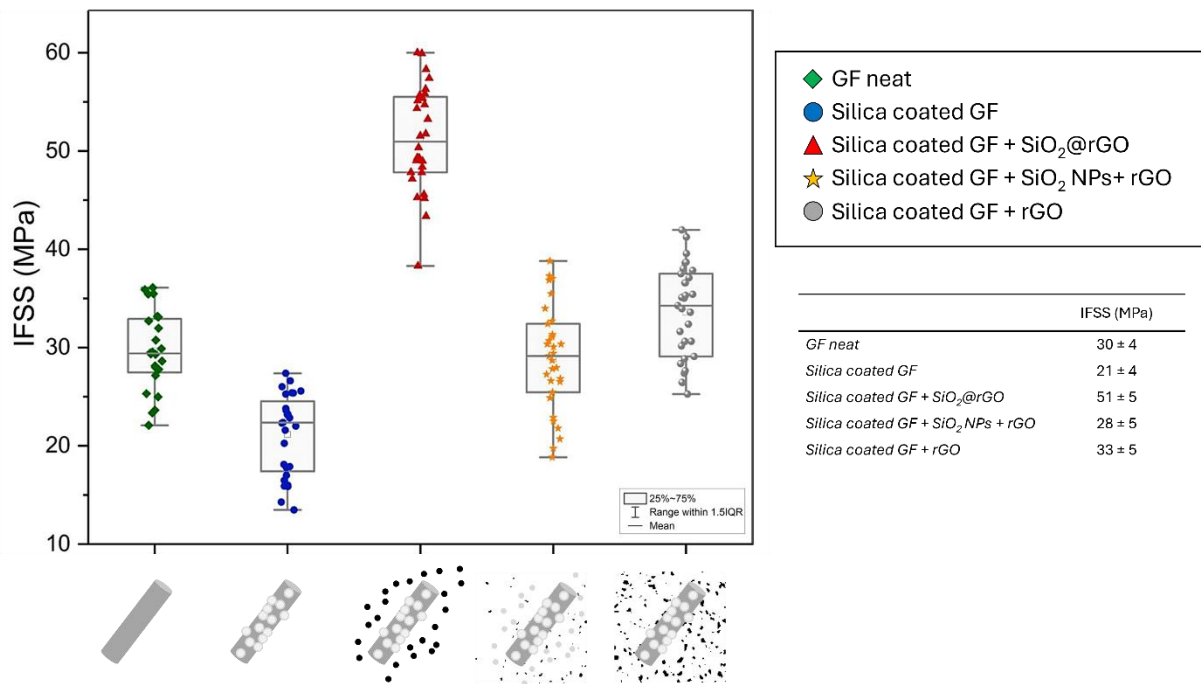 IFSS (MPa)
60
50
40
30
20
10
25%~75%
Range within 1.5IQR
Mean
GF neat
Silica coated GF
Silica coated GF + SiO₂@rGO
Silica coated GF + SiO₂ NPs+ rGO
Silica coated GF + rGO
IFSS (MPa)
GF neat 30 ± 4
Silica coated GF 21 ± 4
Silica coated GF + SiO₂@rGO 51 ± 5
Silica coated GF + SiO₂ NPs + rGO 28 ± 5
Silica coated GF + rGO 33 ± 5